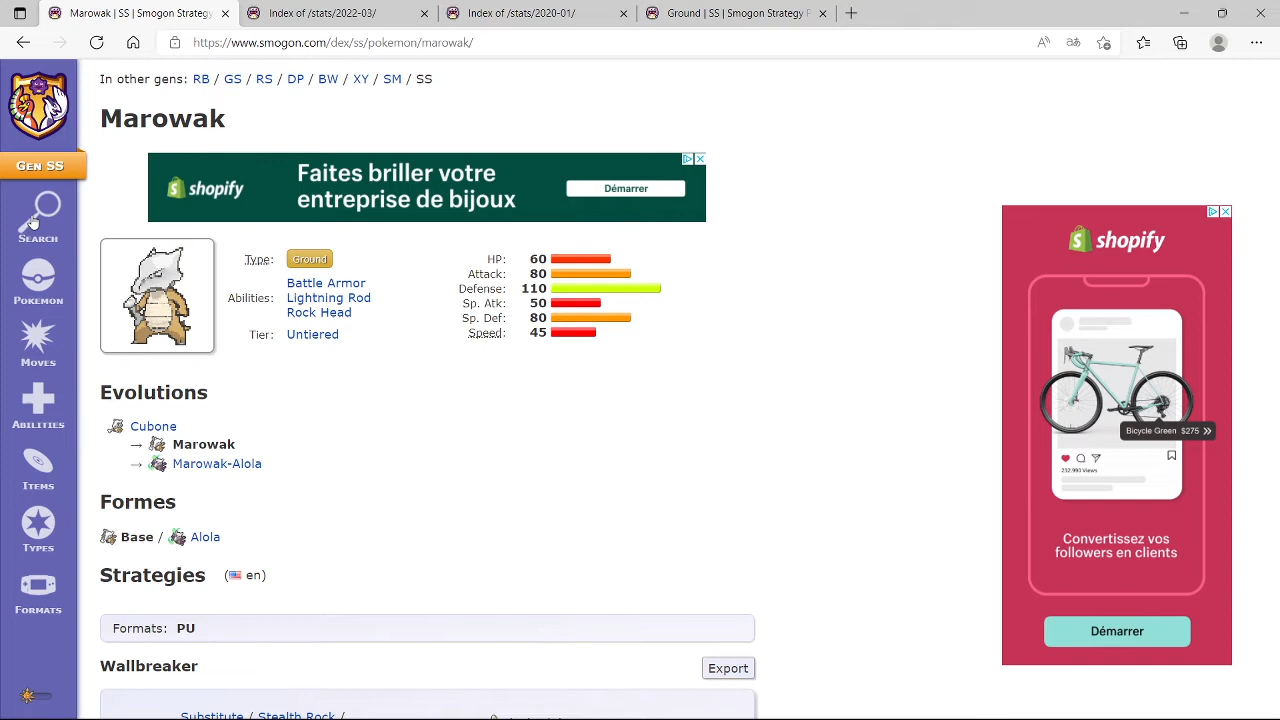 Marowak | SS | Smogon Strategy P
Index of /stats/2022-03/
Index of /stats/2020-01/
Ground | SS | Smogon Strategy P
https://www.smogon.com/dex/ss/pokemon/marowak/
In other gens: RB / GS / RS / DP / BW / XY / SM / SS
Marowak
shopify
Faites briller votre
entreprise de bijoux
Démarrer
GEN SS
SEARCH
POKEMON
MOVES
ABILITIES
ITEMS
TYPES
FORMATS
Type: Ground
Abilities: Battle Armor
Lightning Rod
Rock Head
Tier: Untiered
HP: 60
Attack: 80
Defense: 110
Sp. Atk: 50
Sp. Def: 80
Speed: 45
Evolutions
Cubone
→ Marowak
→ Marowak-Alola
Formes
Base / Alola
Strategies (en)
Formats: PU
Wallbreaker
Export
Substitute / Stealth Rock /
shopify
Bicycle Green $275 »
232.990 Views
Convertissez vos
followers en clients
Démarrer